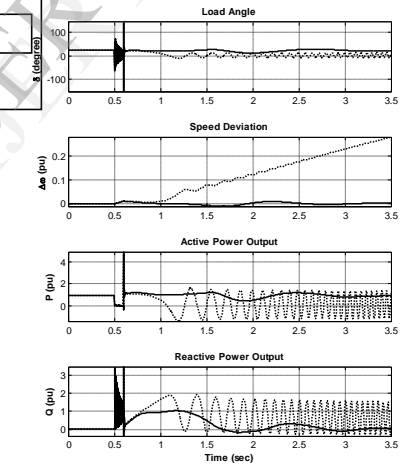 Load Angle
δ (degree)
100
0
-100
0 0.5 1 1.5 2 2.5 3 3.5
Speed Deviation
Δω (pu)
0.2
0.1
0
0 0.5 1 1.5 2 2.5 3 3.5
Active Power Output
P (pu)
4
2
0
0 0.5 1 1.5 2 2.5 3 3.5
Reactive Power Output
Q (pu)
3
2
1
0
0 0.5 1 1.5 2 2.5 3 3.5
Time (sec)